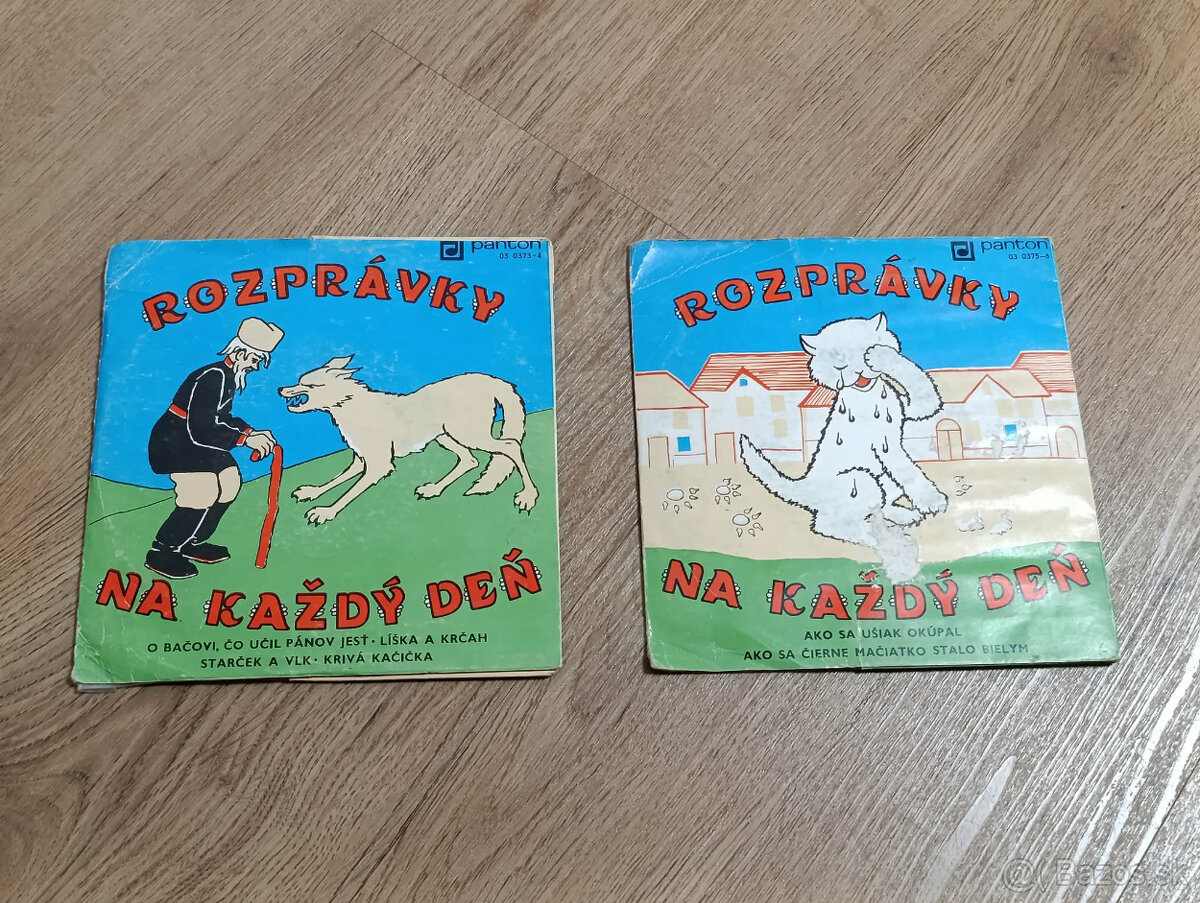 panton
03 0373-4
ROZPRÁVKY
NA KAŽDÝ DEŇ
O BAČOVI, ČO UČIL PÁNOV JESŤ · LÍŠKA A KRČAH
STARČEK A VLK · KRIVÁ KAČIČKA
panton
03 0375-6
ROZPRÁVKY
NA KAŽDÝ DEŇ
AKO SA UŠIAK OKÚPAL
AKO SA ČIERNE MAČIATKO STALO BIELYM
@ Bazos.sk